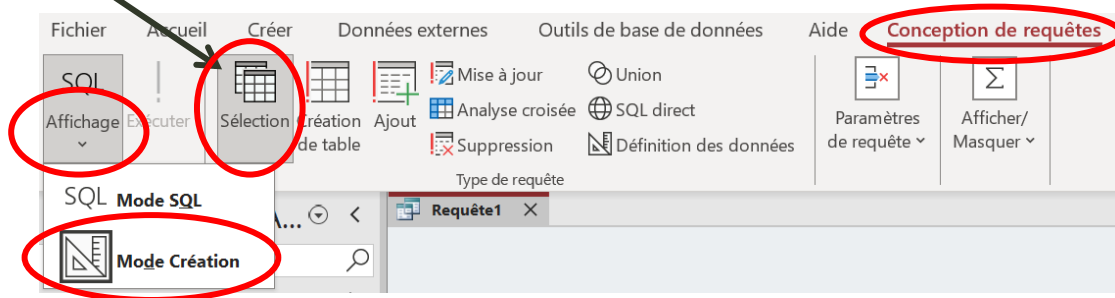 Fichier Accueil Créer Données externes Outils de base de données Aide Conception de requêtes
SQL
Affichage
Exécuter
Sélection
Création
de table
Ajout
Mise à jour
Analyse croisée
Suppression
Union
SQL direct
Définition des données
Type de requête
Paramètres
de requête
Afficher/
Masquer
SQL Mode SQL
Mode Création
A...
Requête1